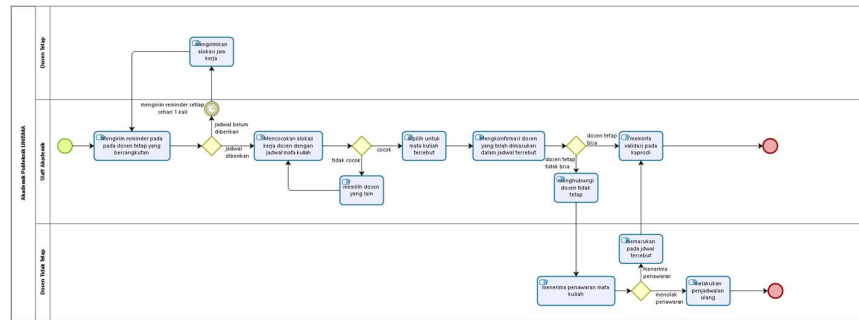 Akademik Politeknik UNEMIA
Dosen Tetap
mengirimkan
alokasi jam
kerja
mengirim reminder setiap
sehari 1 kali
Staff Akademik
Mengirim reminder pada
pada dosen tetap yang
bersangkutan
jadwal belum
diberikan
jadwal
diberikan
Mencocokan alokasi
kerja dosen dengan
jadwal mata kuliah
tidak cocok
cocok
memilih dosen
yang lain
dipilih untuk
mata kuliah
tersebut
Mengkonfirmasi dosen
yang telah dimasukan
dalam jadwal tersebut
dosen tetap
bisa
dosen tetap
tidak bisa
meminta
validasi pada
kaprodi
menghubungi
dosen tidak
tetap
Dosen Tidak Tetap
menerima penawaran mata
kuliah
memasukan
pada jdwal
tersebut
menerima
penawaran
menolak
penawaran
melakukan
penjadwalan
ulang